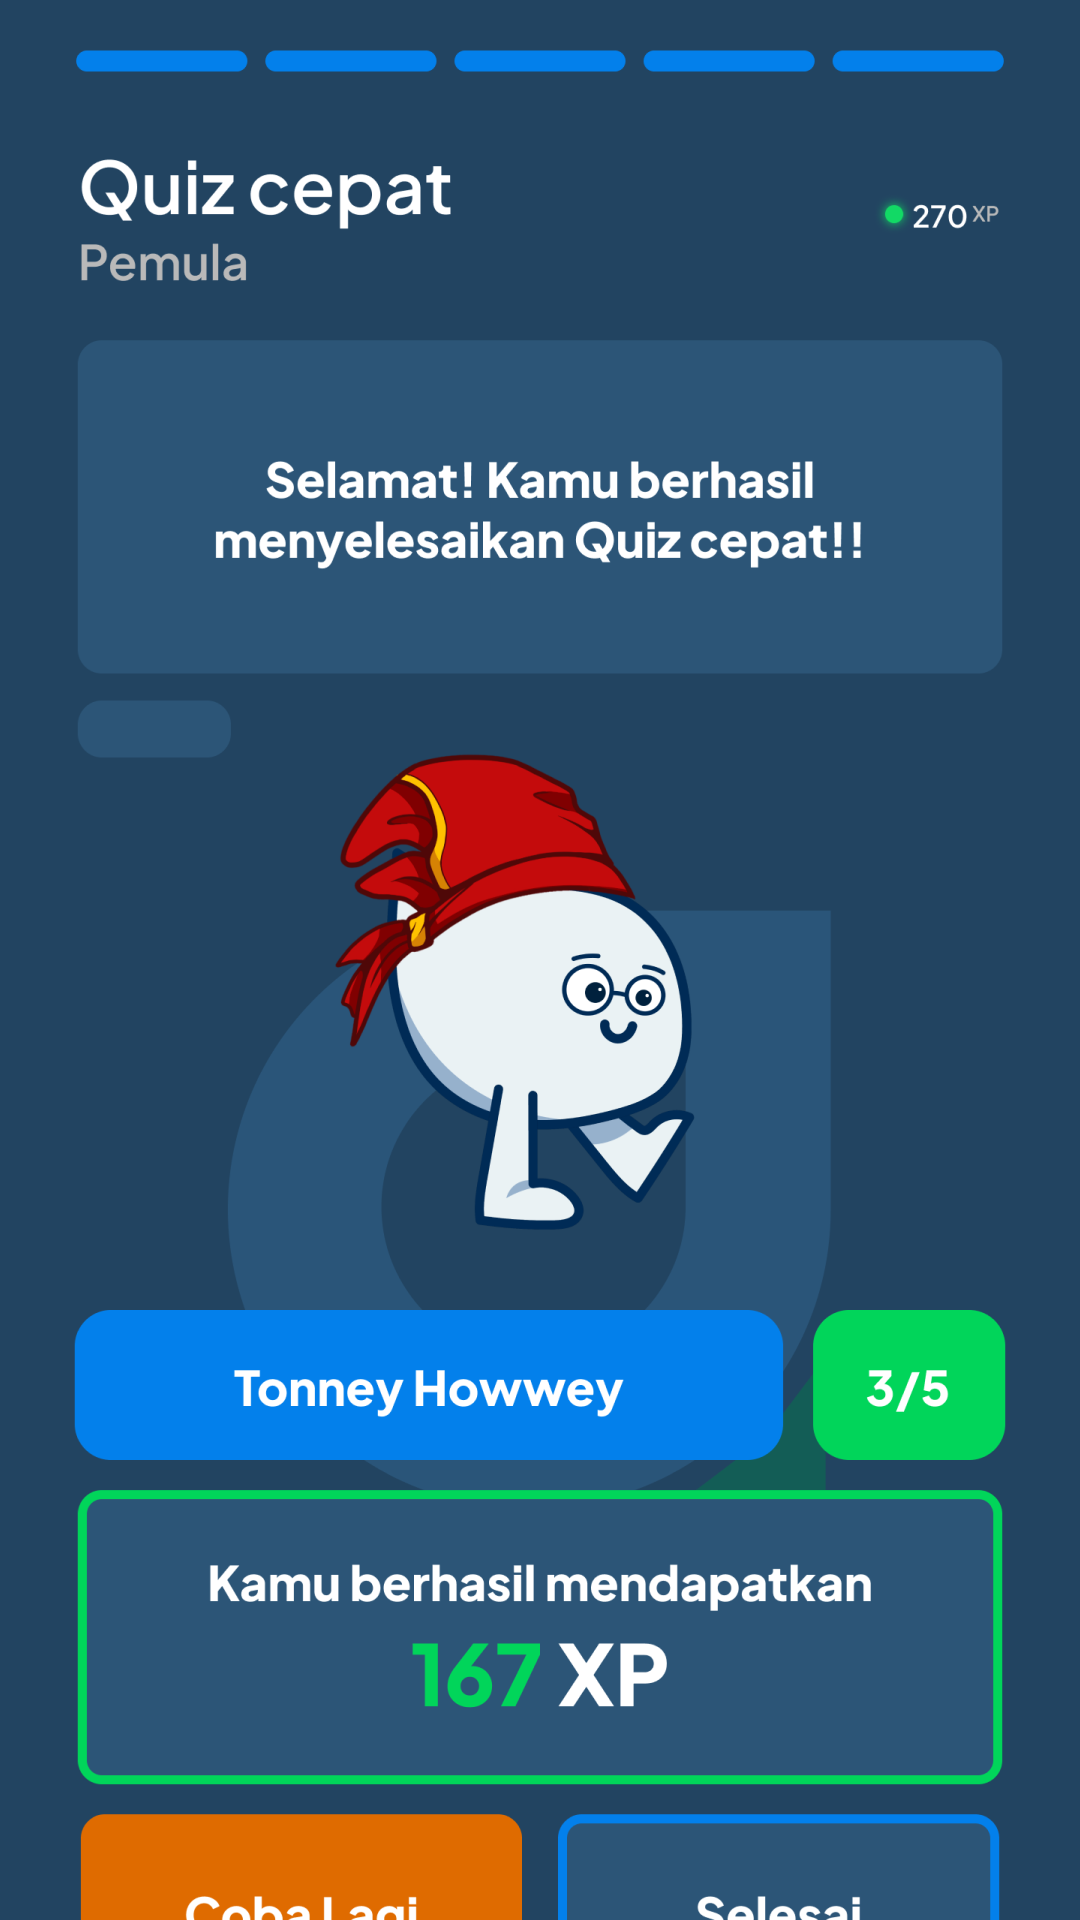 Quiz cepat
270 XP
Pemula
Selamat! Kamu berhasil
menyelesaikan Quiz cepat!!
Tonney Howwey
3/5
Kamu berhasil mendapatkan
167 XP
Coba Lagi
Selesai